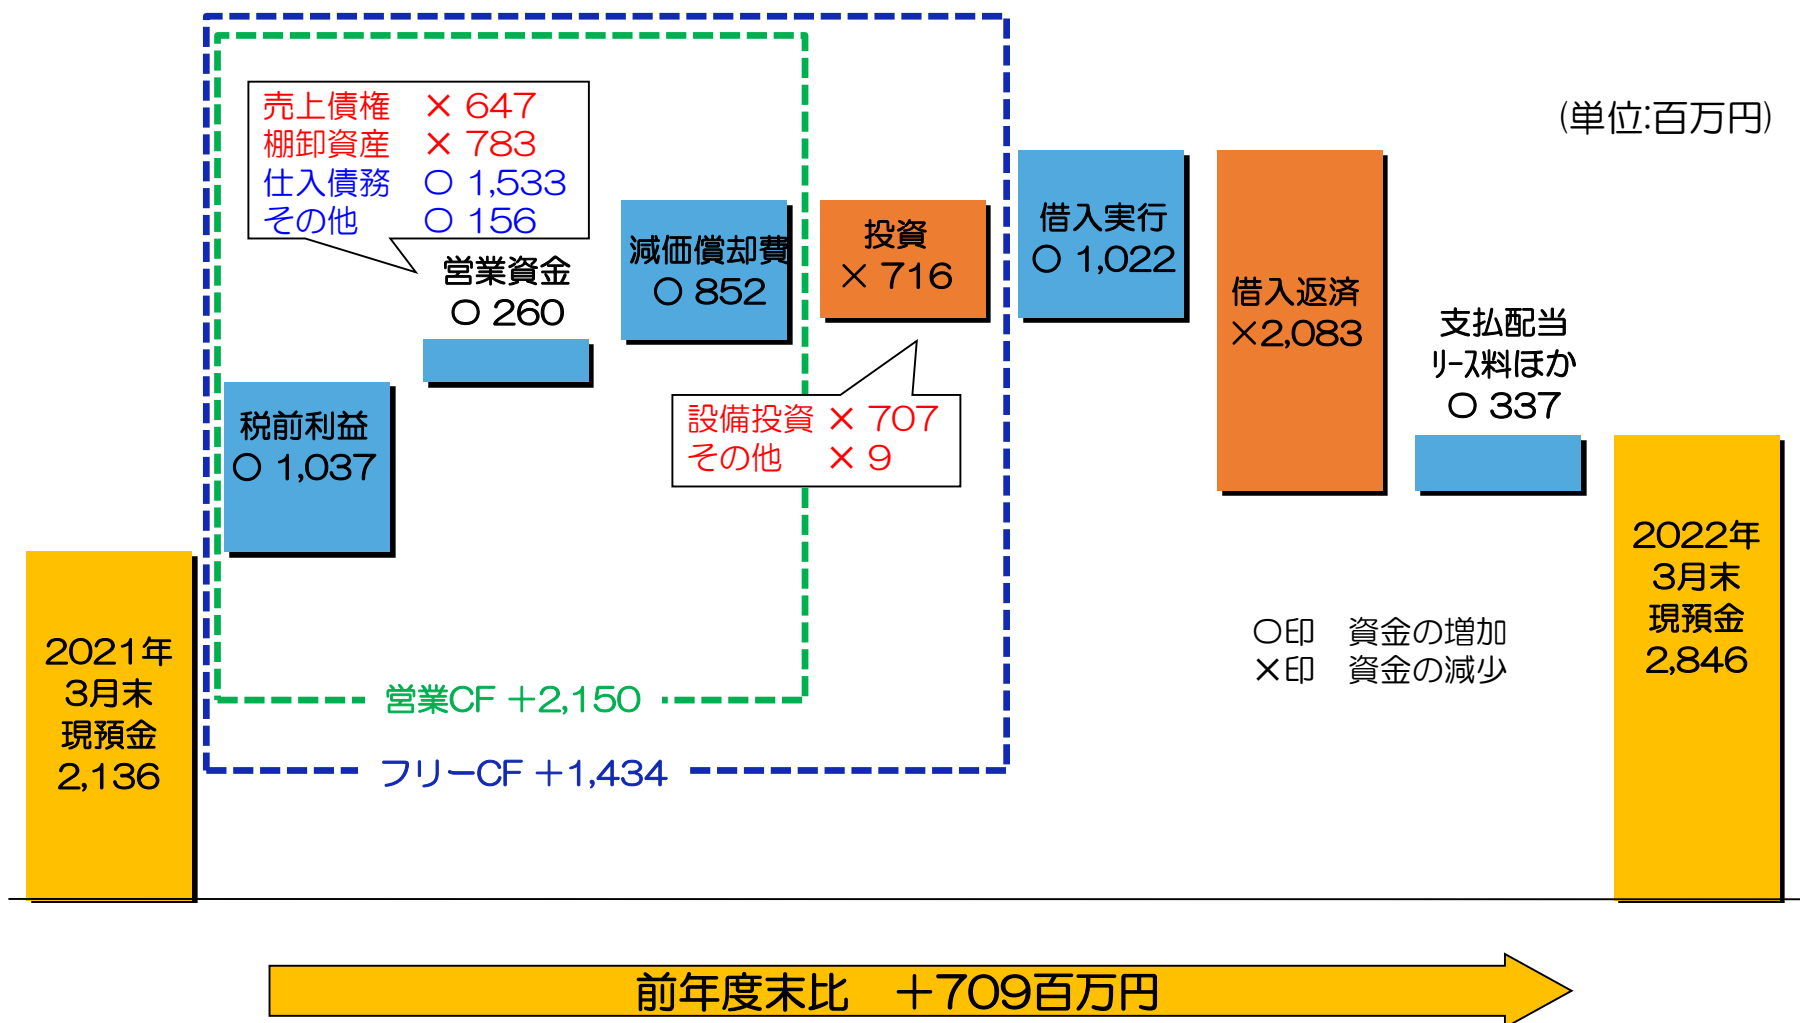 (単位:百万円)
売上債権 × 647
棚卸資産 × 783
仕入債務 〇 1,533
その他 〇 156
営業資金
〇 260
減価償却費
〇 852
投資
× 716
借入実行
〇 1,022
借入返済
×2,083
支払配当
リース料ほか
〇 337
設備投資 × 707
その他 × 9
税前利益
〇 1,037
2021年
3月末
現預金
2,136
2022年
3月末
現預金
2,846
〇印 資金の増加
×印 資金の減少
営業CF +2,150
フリーCF +1,434
前年度末比 +709百万円